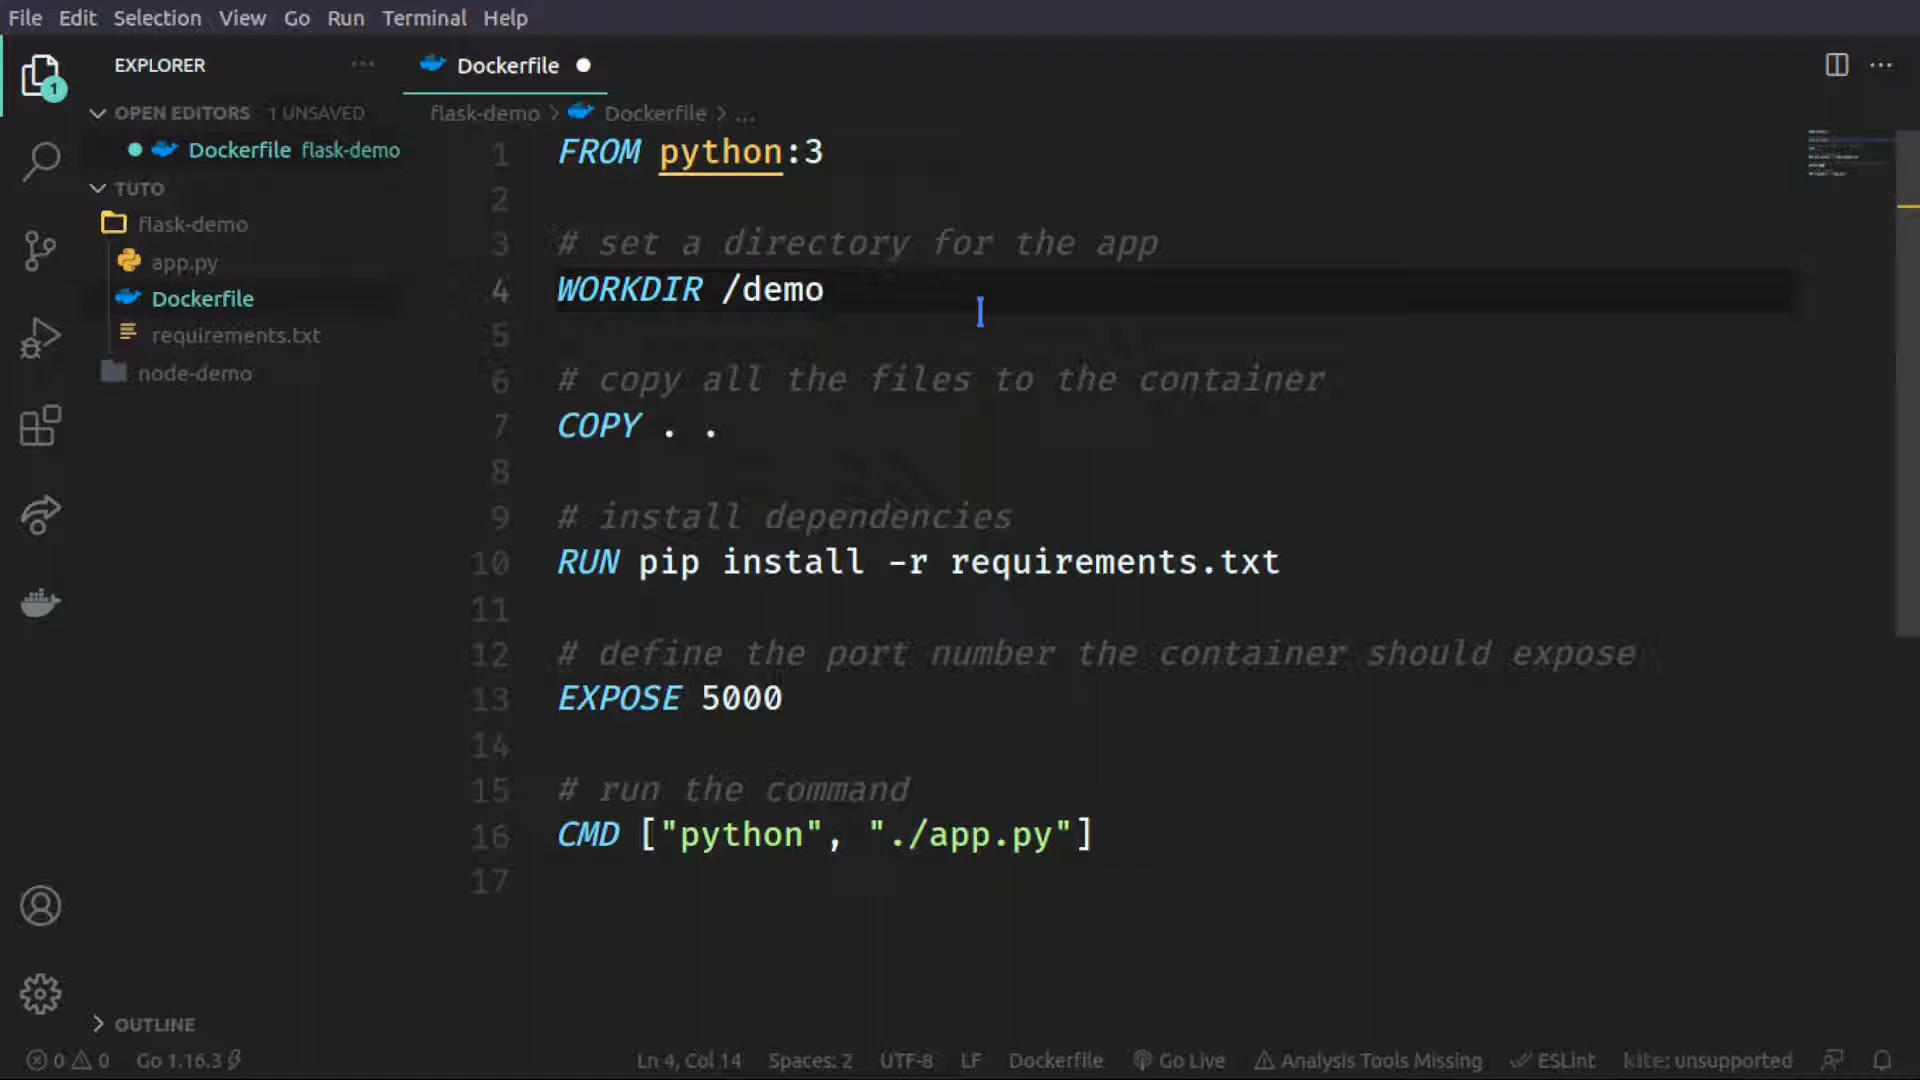 File Edit Selection View Go Run Terminal Help
EXPLORER
Dockerfile
OPEN EDITORS 1 UNSAVED
Dockerfile flask-demo
TUTO
flask-demo
app.py
Dockerfile
requirements.txt
node-demo
OUTLINE
1
flask-demo > Dockerfile > ...
1 FROM python:3
2
3 # set a directory for the app
4 WORKDIR /demo
5
6 # copy all the files to the container
7 COPY . .
8
9 # install dependencies
10 RUN pip install -r requirements.txt
11
12 # define the port number the container should expose
13 EXPOSE 5000
14
15 # run the command
16 CMD ["python", "./app.py"]
17
0 0 Go 1.16.3 Ln 4, Col 14 Spaces: 2 UTF-8 LF Dockerfile Go Live Analysis Tools Missing ESLint kite: unsupported